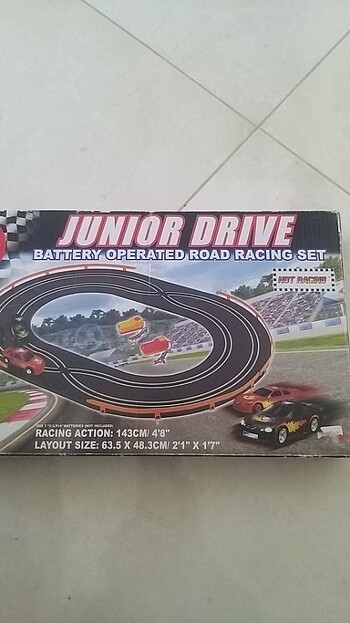 JUNIOR DRIVE
BATTERY OPERATED ROAD RACING SET
HOT RACING
RACING ACTION: 143CM/ 4'8"
LAYOUT SIZE: 63.5 X 48.3CM/ 2'1" X 1'7"